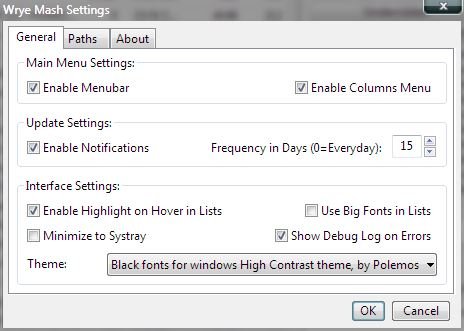 Wrye Mash Settings
General Paths About
Main Menu Settings:
Enable Menubar Enable Columns Menu
Update Settings:
Enable Notifications Frequency in Days (0=Everyday): 15
Interface Settings:
Enable Highlight on Hover in Lists Use Big Fonts in Lists
Minimize to Systray Show Debug Log on Errors
Theme: Black fonts for windows High Contrast theme, by Polemos
OK Cancel